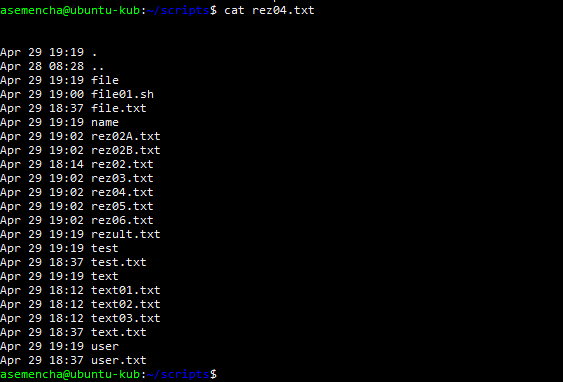 asemencha@ubuntu-kub:~/scripts$ cat rez04.txt
Apr 29 19:19 .
Apr 28 08:28 ..
Apr 29 19:19 file
Apr 29 19:00 file01.sh
Apr 29 18:37 file.txt
Apr 29 19:19 name
Apr 29 19:02 rez02A.txt
Apr 29 19:02 rez02B.txt
Apr 29 18:14 rez02.txt
Apr 29 19:02 rez03.txt
Apr 29 19:02 rez04.txt
Apr 29 19:02 rez05.txt
Apr 29 19:02 rez06.txt
Apr 29 19:19 rezult.txt
Apr 29 19:19 test
Apr 29 18:37 test.txt
Apr 29 19:19 text
Apr 29 18:12 text01.txt
Apr 29 18:12 text02.txt
Apr 29 18:12 text03.txt
Apr 29 18:37 text.txt
Apr 29 19:19 user
Apr 29 18:37 user.txt
asemencha@ubuntu-kub:~/scripts$